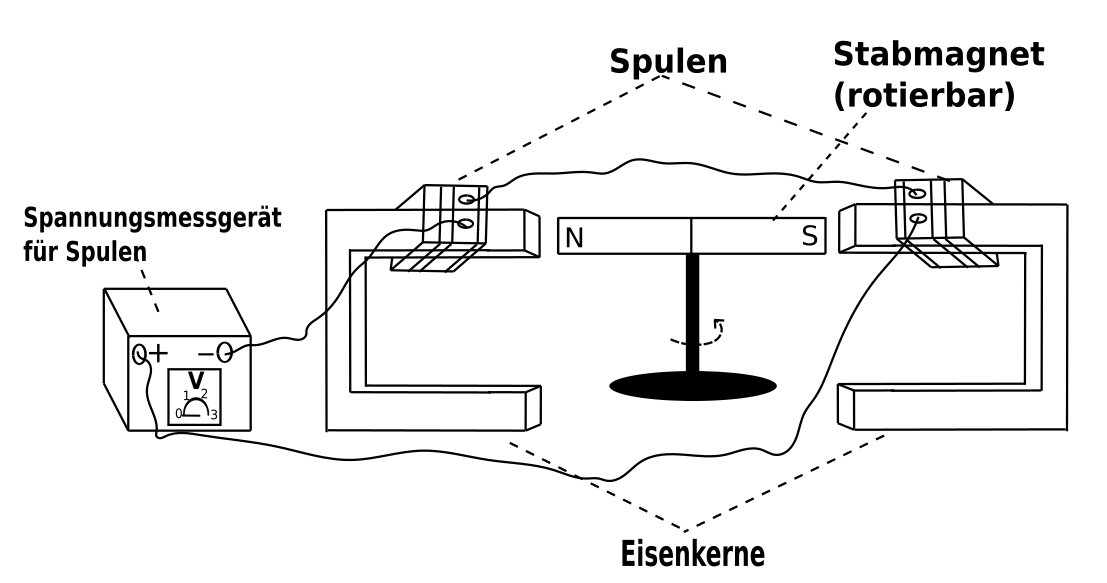 Spulen
Stabmagnet
(rotierbar)
Spannungsmessgerät
für Spulen
N
S
+ –
V
1 2
0 3
Eisenkerne